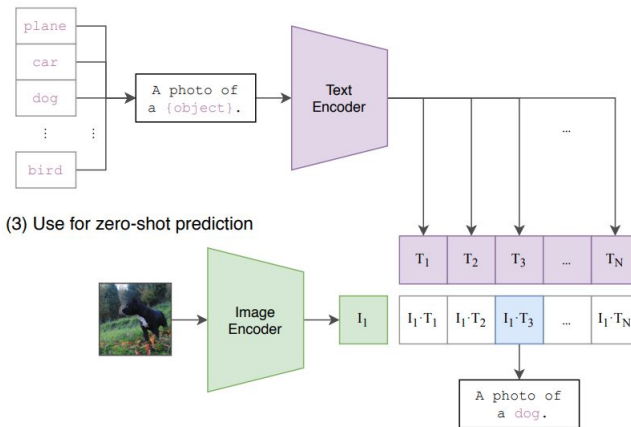 plane
car
dog
⋮ ⋮
bird
A photo of
a {object}.
Text
Encoder
...
(3) Use for zero-shot prediction
T1 T2 T3 ... TN
Image
Encoder
I1
I1·T1 I1·T2 I1·T3 ... I1·TN
A photo of
a dog.